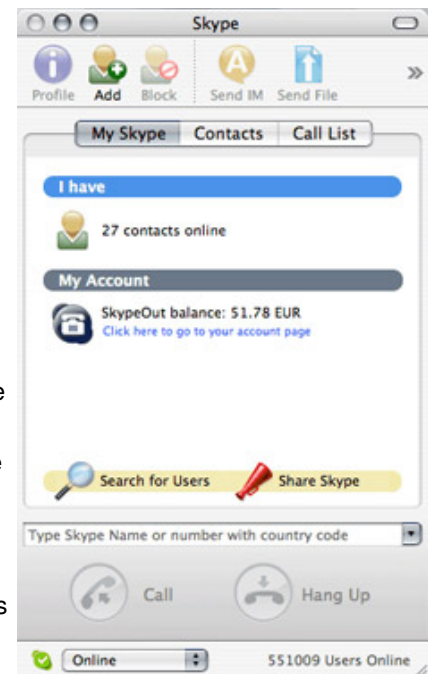 Skype
Profile Add Block Send IM Send File
My Skype Contacts Call List
I have
27 contacts online
My Account
SkypeOut balance: 51.78 EUR
Click here to go to your account page
e
e
Search for Users Share Skype
Type Skype Name or number with country code
Call Hang Up
s
Online 551009 Users Online